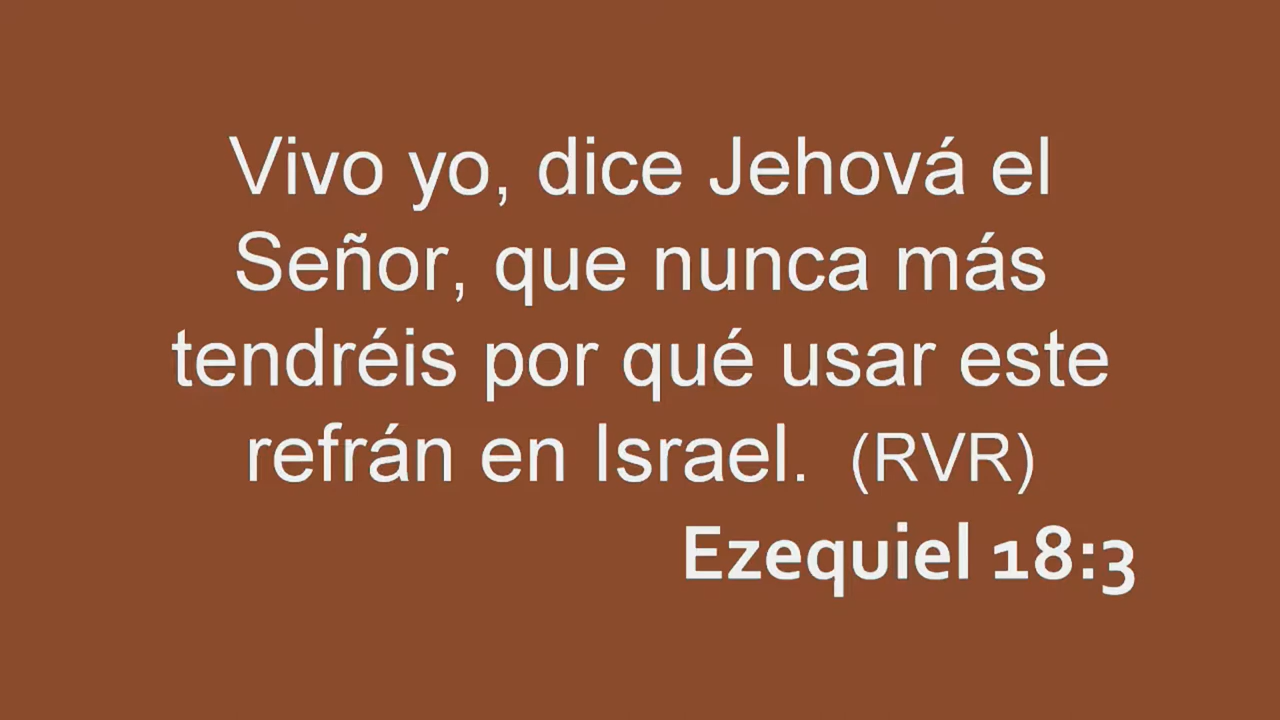 Vivo yo, dice Jehová el
Señor, que nunca más
tendréis por qué usar este
refrán en Israel. (RVR)
Ezequiel 18:3